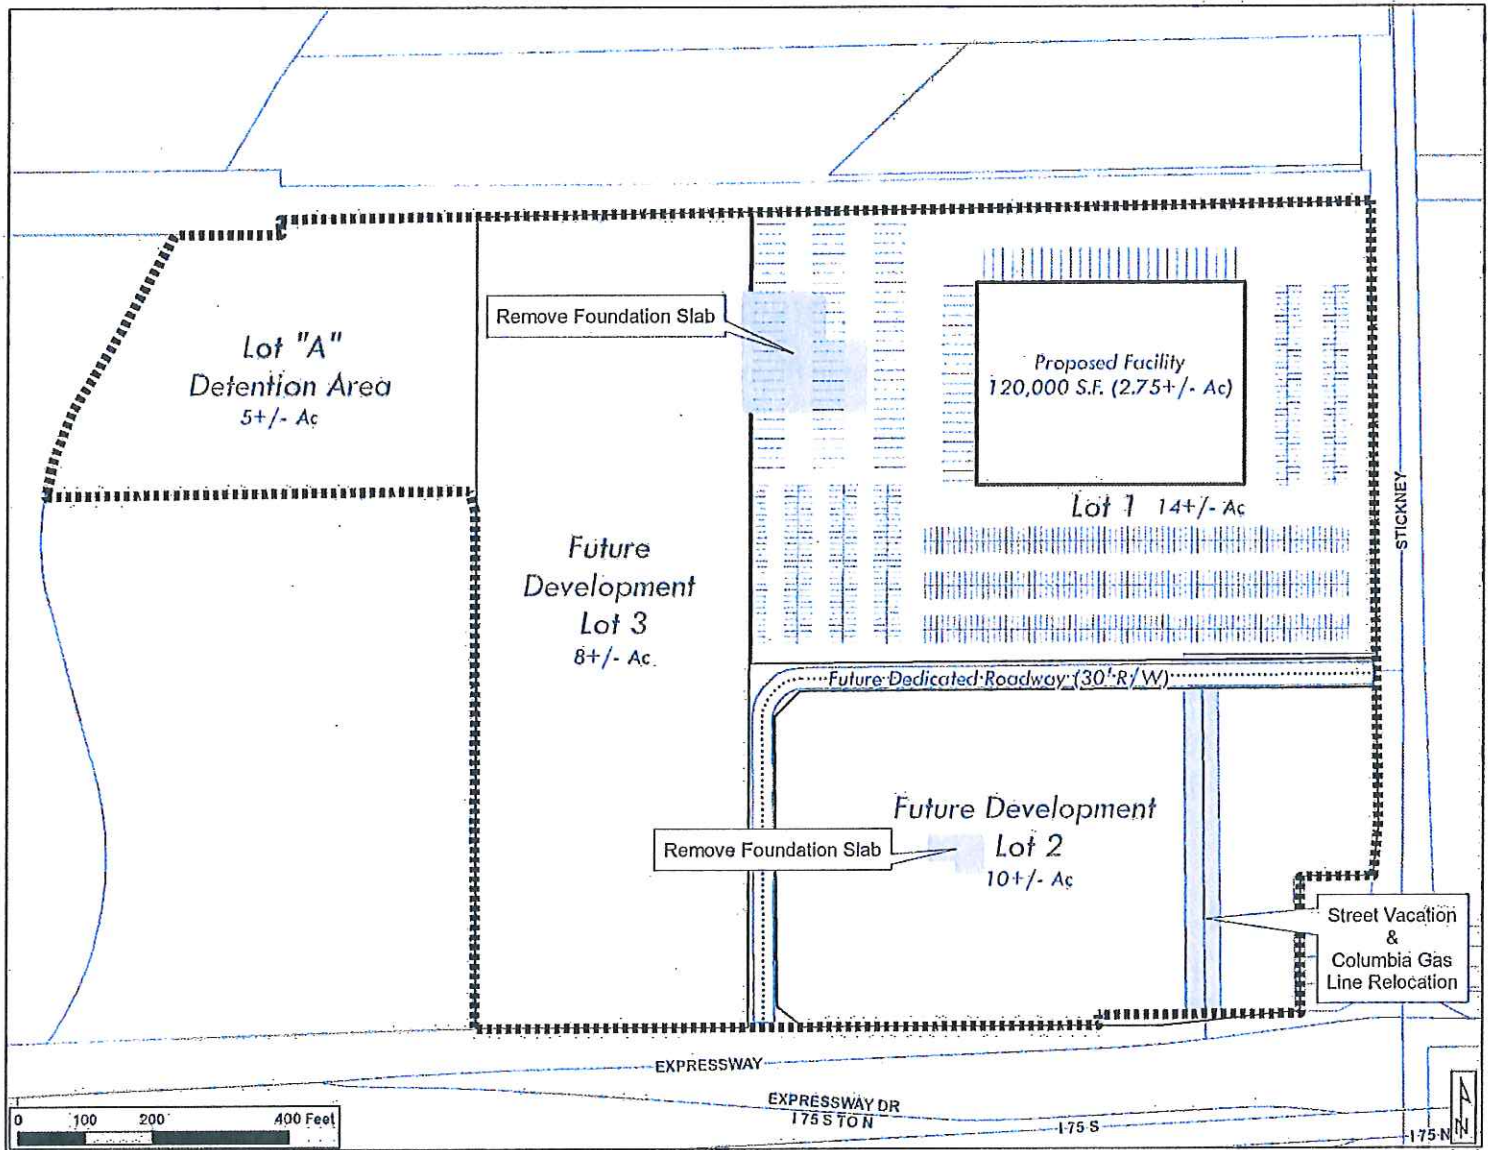 Remove Foundation Slab
Lot "A"
Detention Area
5+/- Ac
Proposed Facility
120,000 S.F. (2.75+/- Ac)
Lot 1 14+/- Ac
STICKNEY
Future
Development
Lot 3
8+/- Ac
Future Dedicated Roadway (30' R/W)
Future Development
Lot 2
10+/- Ac
Remove Foundation Slab
Street Vacation
&
Columbia Gas
Line Relocation
EXPRESSWAY
EXPRESSWAY DR
I 75 S TO N
I 75 S
I 75 N
0 100 200 400 Feet
N